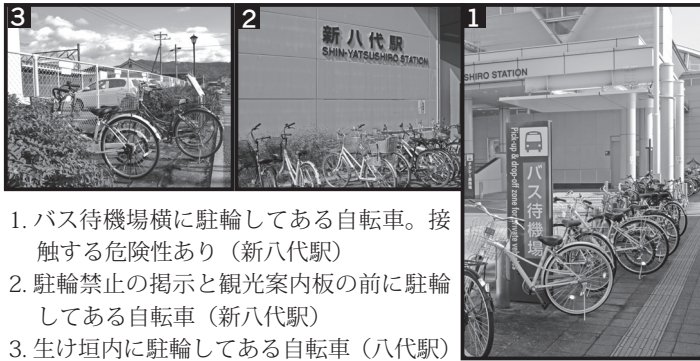 3
2
1
新八代駅
SHIN-YATSUSHIRO STATION
SHIRO STATION
バス待機場
Pick-up & drop-off zone for private
1. バス待機場横に駐輪してある自転車。接
触する危険性あり（新八代駅）
2. 駐輪禁止の掲示と観光案内板の前に駐輪
してある自転車（新八代駅）
3. 生け垣内に駐輪してある自転車（八代駅）